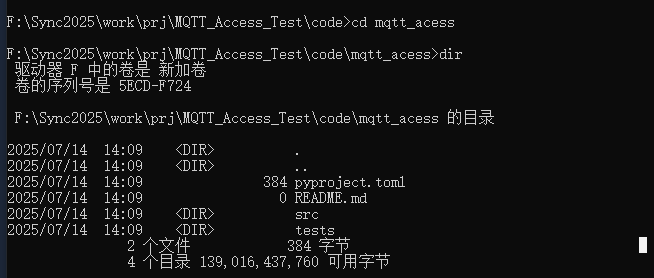 F:\Sync2025\work\prj\MQTT_Access_Test\code>cd mqtt_acess
F:\Sync2025\work\prj\MQTT_Access_Test\code\mqtt_acess>dir
驱动器 F 中的卷是 新加卷
卷的序列号是 5ECD-F724
F:\Sync2025\work\prj\MQTT_Access_Test\code\mqtt_acess 的目录
2025/07/14  14:09    <DIR>          .
2025/07/14  14:09    <DIR>          ..
2025/07/14  14:09               384 pyproject.toml
2025/07/14  14:09                 0 README.md
2025/07/14  14:09    <DIR>          src
2025/07/14  14:09    <DIR>          tests
2 个文件            384 字节
4 个目录 139,016,437,760 可用字节